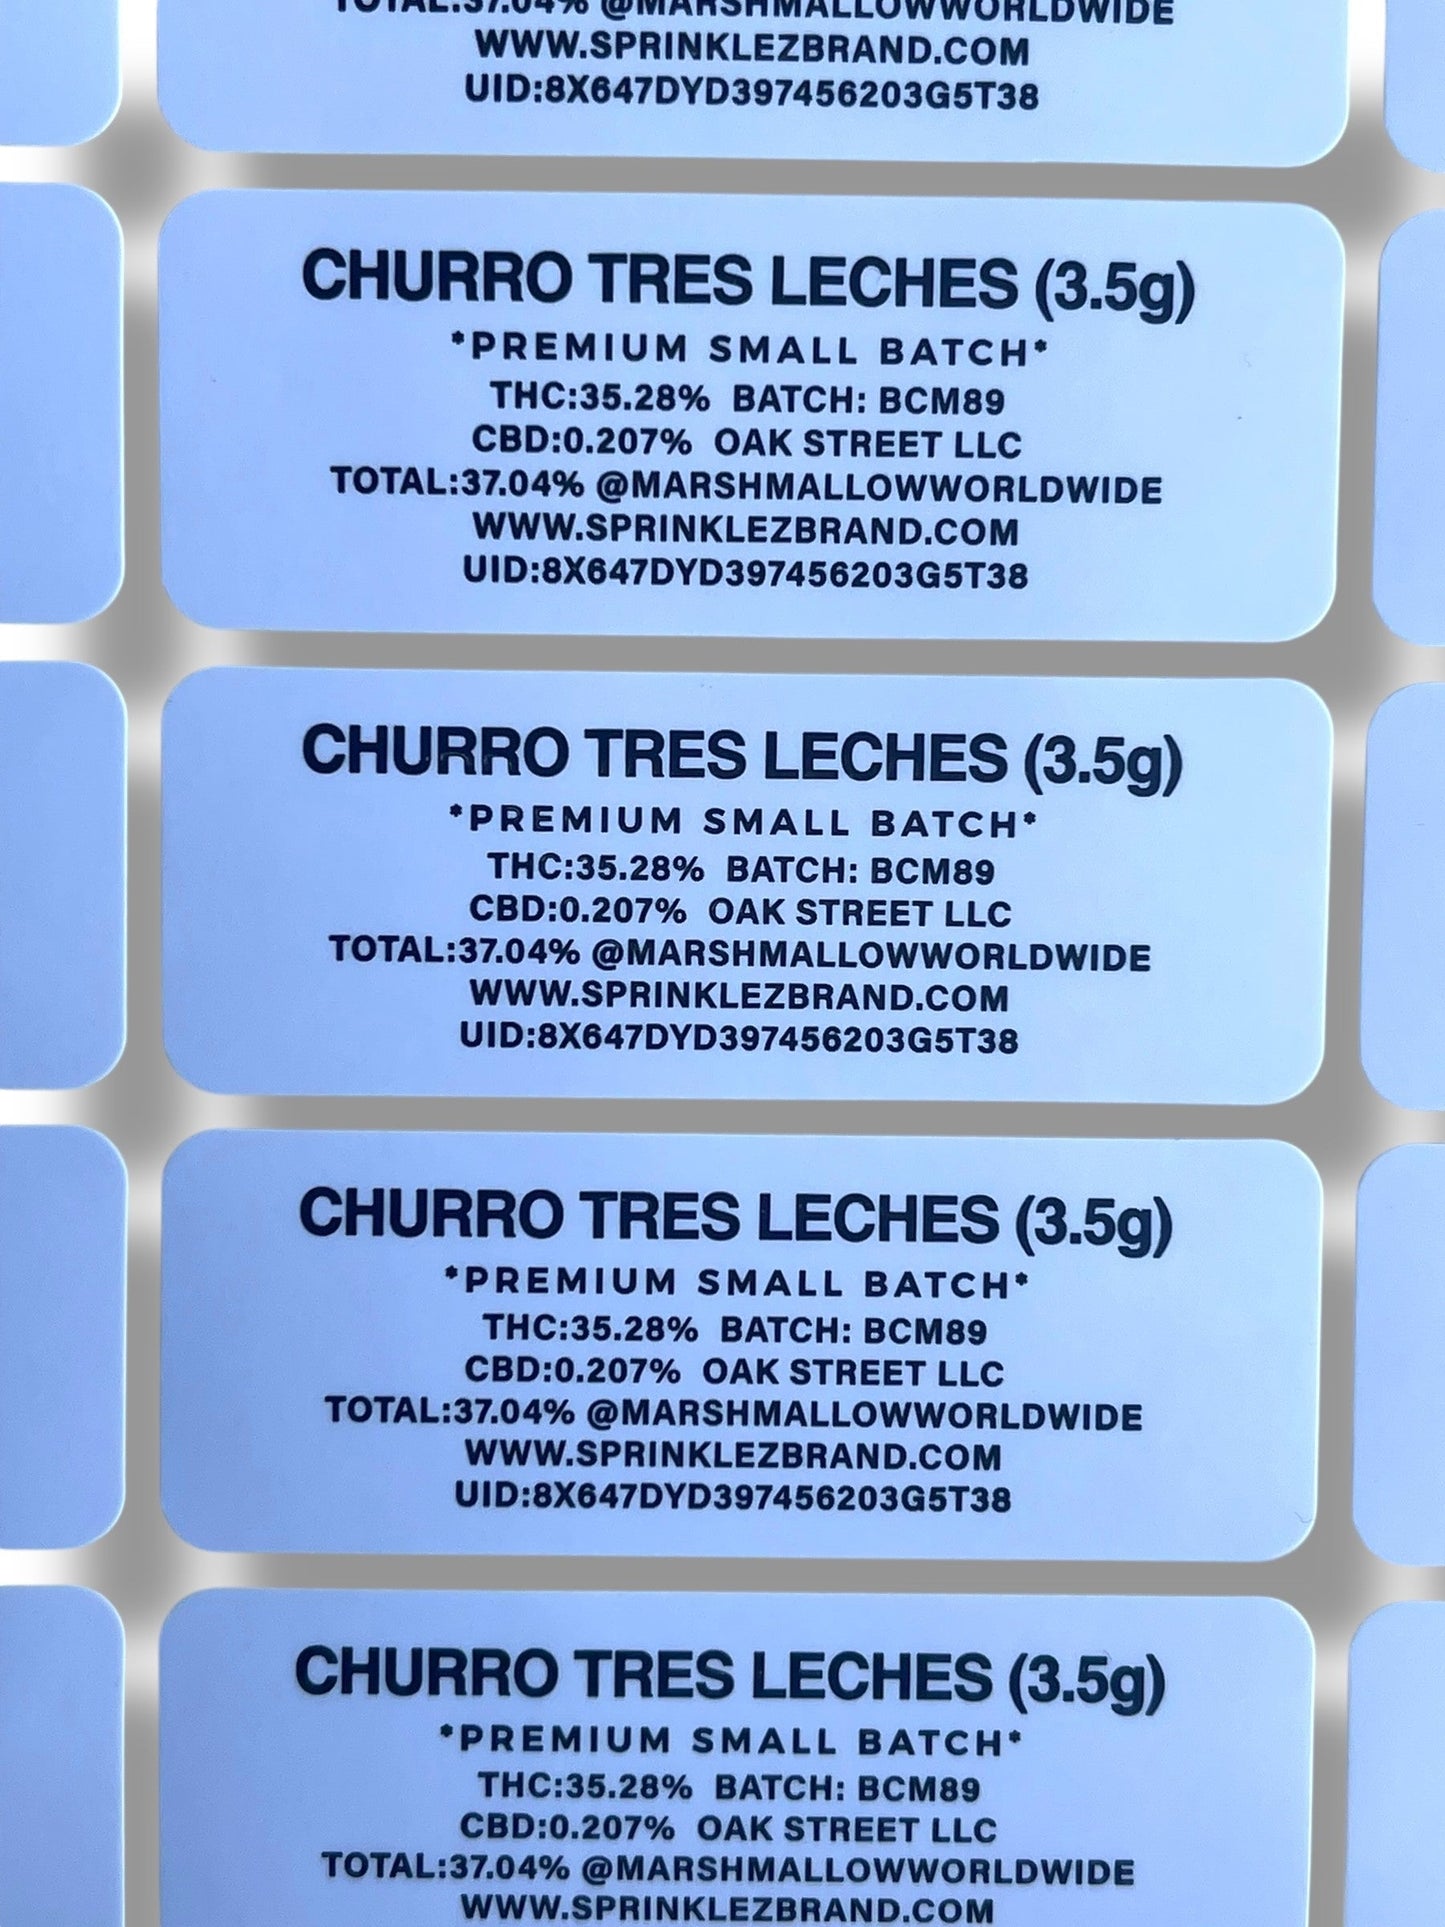 TOTAL:37.04% @MARSHMALLOWWORLDWIDE
WWW.SPRINKLEZBRAND.COM
UID:8X647DYD397456203G5T38
CHURRO TRES LECHES (3.5g)
*PREMIUM SMALL BATCH*
THC:35.28% BATCH: BCM89
CBD:0.207% OAK STREET LLC
TOTAL:37.04% @MARSHMALLOWWORLDWIDE
WWW.SPRINKLEZBRAND.COM
UID:8X647DYD397456203G5T38
CHURRO TRES LECHES (3.5g)
*PREMIUM SMALL BATCH*
THC:35.28% BATCH: BCM89
CBD:0.207% OAK STREET LLC
TOTAL:37.04% @MARSHMALLOWWORLDWIDE
WWW.SPRINKLEZBRAND.COM
UID:8X647DYD397456203G5T38
CHURRO TRES LECHES (3.5g)
*PREMIUM SMALL BATCH*
THC:35.28% BATCH: BCM89
CBD:0.207% OAK STREET LLC
TOTAL:37.04% @MARSHMALLOWWORLDWIDE
WWW.SPRINKLEZBRAND.COM
UID:8X647DYD397456203G5T38
CHURRO TRES LECHES (3.5g)
*PREMIUM SMALL BATCH*
THC:35.28% BATCH: BCM89
CBD:0.207% OAK STREET LLC
TOTAL:37.04% @MARSHMALLOWWORLDWIDE
WWW.SPRINKLEZBRAND.COM